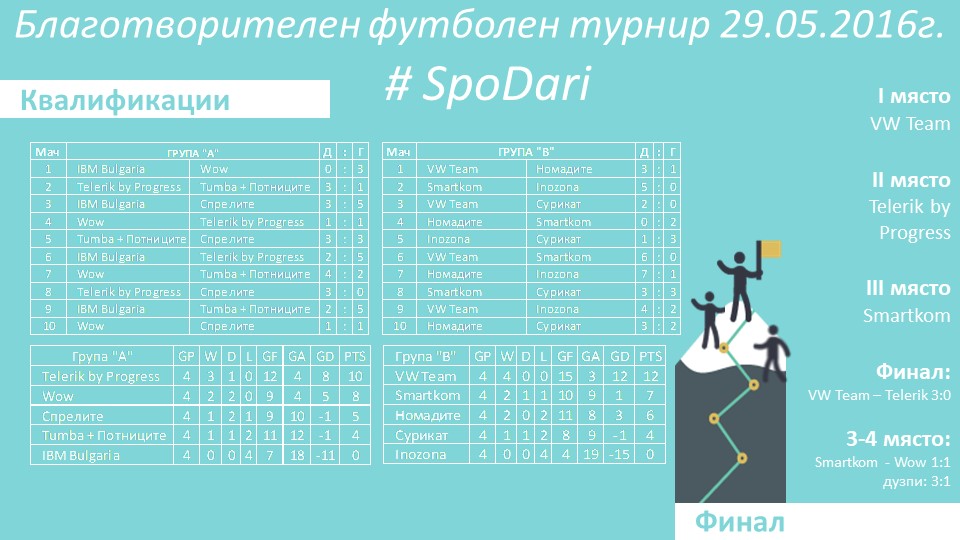 Благотворителен футболен турнир 29.05.2016г.
# SpoDari
Квалификации
Мач ГРУПА "А" Д : Г
1 IBM Bulgaria Wow 0 : 3
2 Telerik by Progress Tumba + Потниците 3 : 1
3 IBM Bulgaria Спрелите 3 : 5
4 Wow Telerik by Progress 1 : 1
5 Tumba + Потниците Спрелите 3 : 3
6 IBM Bulgaria Telerik by Progress 2 : 5
7 Wow Tumba + Потниците 4 : 2
8 Telerik by Progress Спрелите 3 : 0
9 IBM Bulgaria Tumba + Потниците 2 : 5
10 Wow Спрелите 1 : 1
Мач ГРУПА "В" Д : Г
1 VW Team Номадите 3 : 1
2 Smartkom Inozona 5 : 0
3 VW Team Сурикат 2 : 0
4 Номадите Smartkom 0 : 2
5 Inozona Сурикат 1 : 3
6 VW Team Smartkom 6 : 0
7 Номадите Inozona 7 : 1
8 Smartkom Сурикат 3 : 3
9 VW Team Inozona 4 : 2
10 Номадите Сурикат 3 : 2
Група "А" GP W D L GF GA GD PTS
Telerik by Progress 4 3 1 0 12 4 8 10
Wow 4 2 2 0 9 4 5 8
Спрелите 4 1 2 1 9 10 -1 5
Tumba + Потниците 4 1 1 2 11 12 -1 4
IBM Bulgaria 4 0 0 4 7 18 -11 0
Група "В" GP W D L GF GA GD PTS
VW Team 4 4 0 0 15 3 12 12
Smartkom 4 2 1 1 10 9 1 7
Номадите 4 2 0 2 11 8 3 6
Сурикат 4 1 1 2 8 9 -1 4
Inozona 4 0 0 4 4 19 -15 0
I място
VW Team
II място
Telerik by
Progress
III място
Smartkom
Финал:
VW Team – Telerik 3:0
3-4 място:
Smartkom - Wow 1:1
дузпи: 3:1
Финал